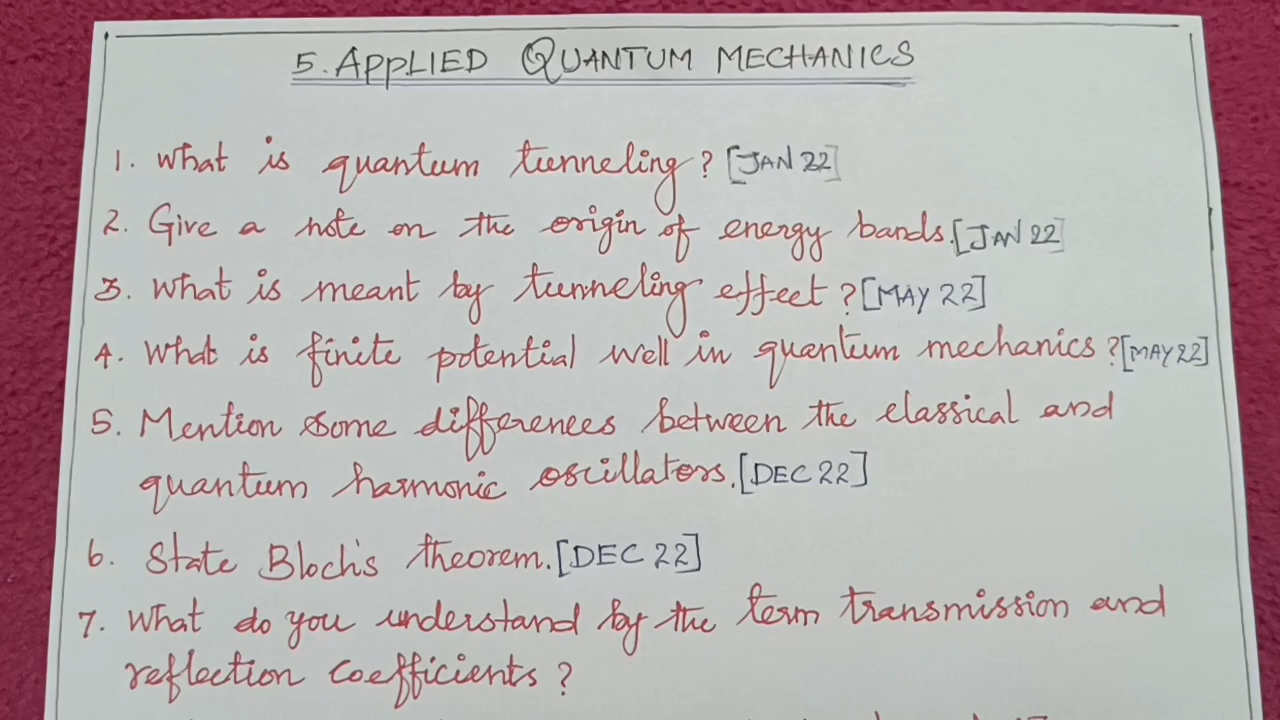 5. APPLIED QUANTUM MECHANICS
1. What is quantum tunneling? [JAN 22]
2. Give a note on the origin of energy bands. [JAN 22]
3. What is meant by tunneling effect? [MAY 22]
4. What is finite potential well in quantum mechanics? [MAY 22]
5. Mention some differences between the classical and
quantum harmonic oscillators. [DEC 22]
6. State Bloch's theorem. [DEC 22]
7. What do you understand by the term transmission and
reflection coefficients?